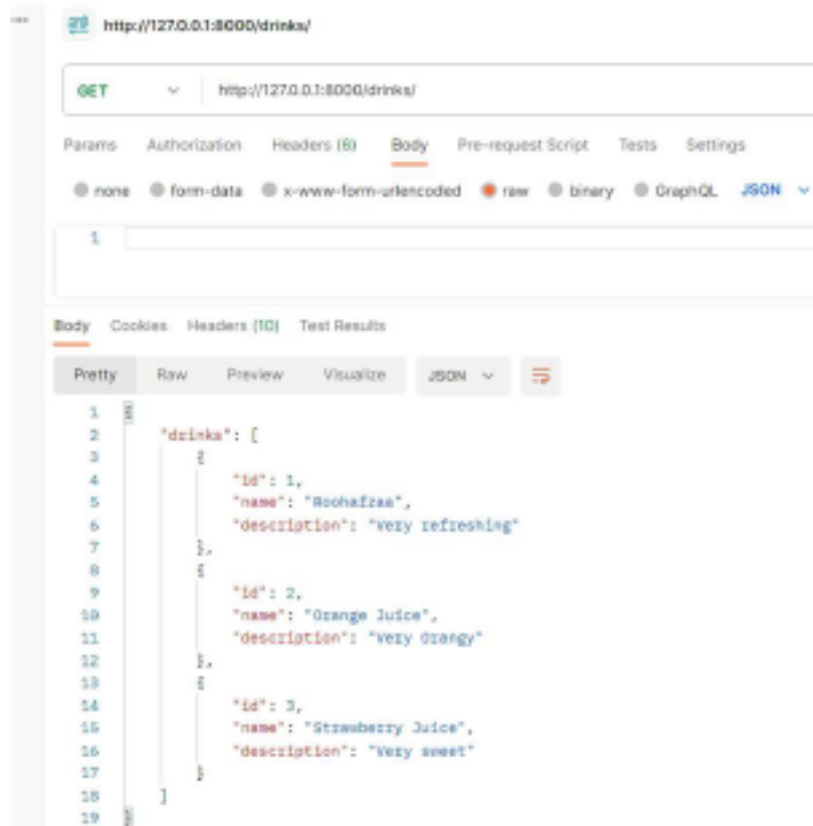 http://127.0.0.1:8000/drinks/
GET http://127.0.0.1:8000/drinks/
Params Authorization Headers (6) Body Pre-request Script Tests Settings
none form-data x-www-form-urlencoded raw binary GraphQL JSON
1
Body Cookies Headers (10) Test Results
Pretty Raw Preview Visualize JSON
1 {
2 "drinks": [
3 {
4 "id": 1,
5 "name": "Roohafzaa",
6 "description": "Very refreshing"
7 },
8 {
9 "id": 2,
10 "name": "Orange Juice",
11 "description": "Very Orangy"
12 },
13 {
14 "id": 3,
15 "name": "Strawberry Juice",
16 "description": "Very sweet"
17 }
18 ]
19 }